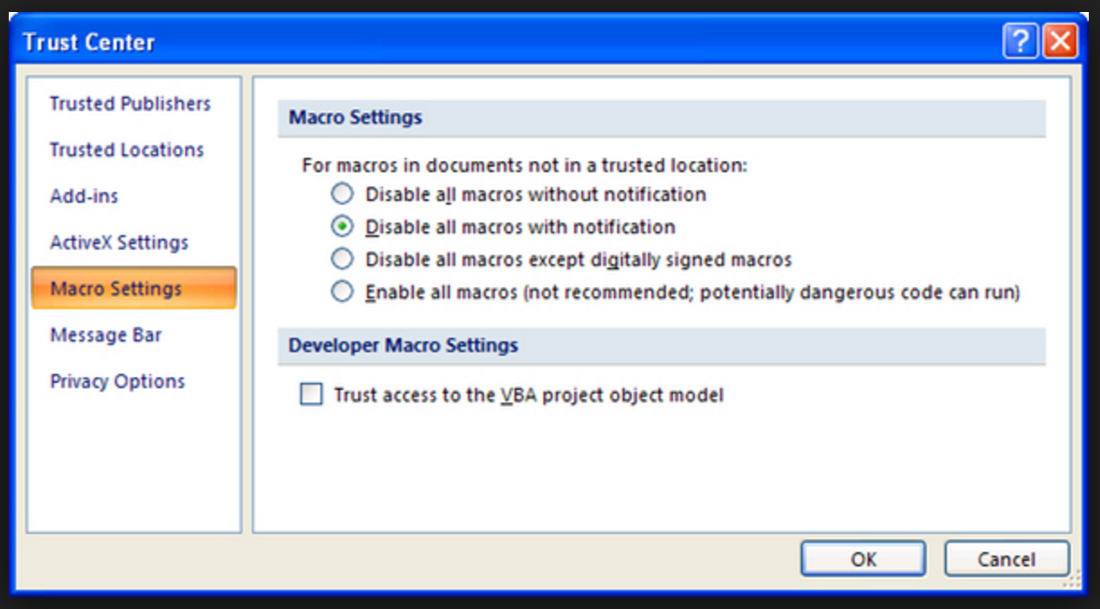 Trust Center
?
Trusted Publishers
Trusted Locations
Add-ins
ActiveX Settings
Macro Settings
Message Bar
Privacy Options
Macro Settings
For macros in documents not in a trusted location:
Disable all macros without notification
Disable all macros with notification
Disable all macros except digitally signed macros
Enable all macros (not recommended; potentially dangerous code can run)
Developer Macro Settings
Trust access to the VBA project object model
OK
Cancel